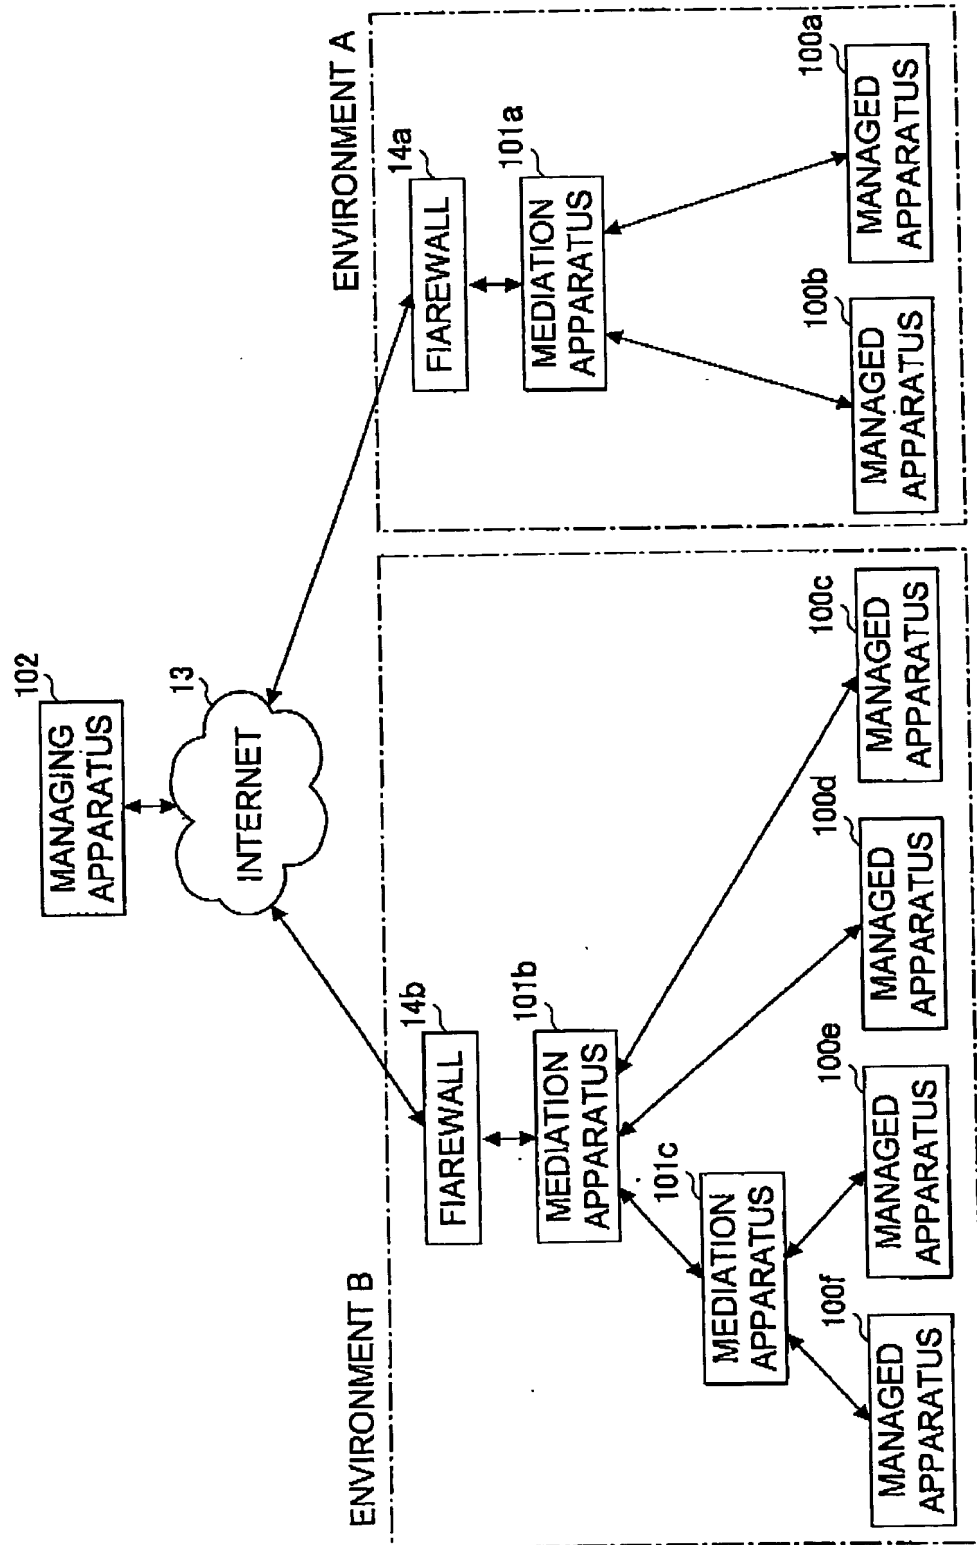 102
MANAGING
APPARATUS
13
INTERNET
ENVIRONMENT A
14a
FIAREWALL
101a
MEDIATION
APPARATUS
100b
MANAGED
APPARATUS
100a
MANAGED
APPARATUS
ENVIRONMENT B
14b
FIAREWALL
101b
MEDIATION
APPARATUS
101c
MEDIATION
APPARATUS
100f
MANAGED
APPARATUS
100e
MANAGED
APPARATUS
100d
MANAGED
APPARATUS
100c
MANAGED
APPARATUS